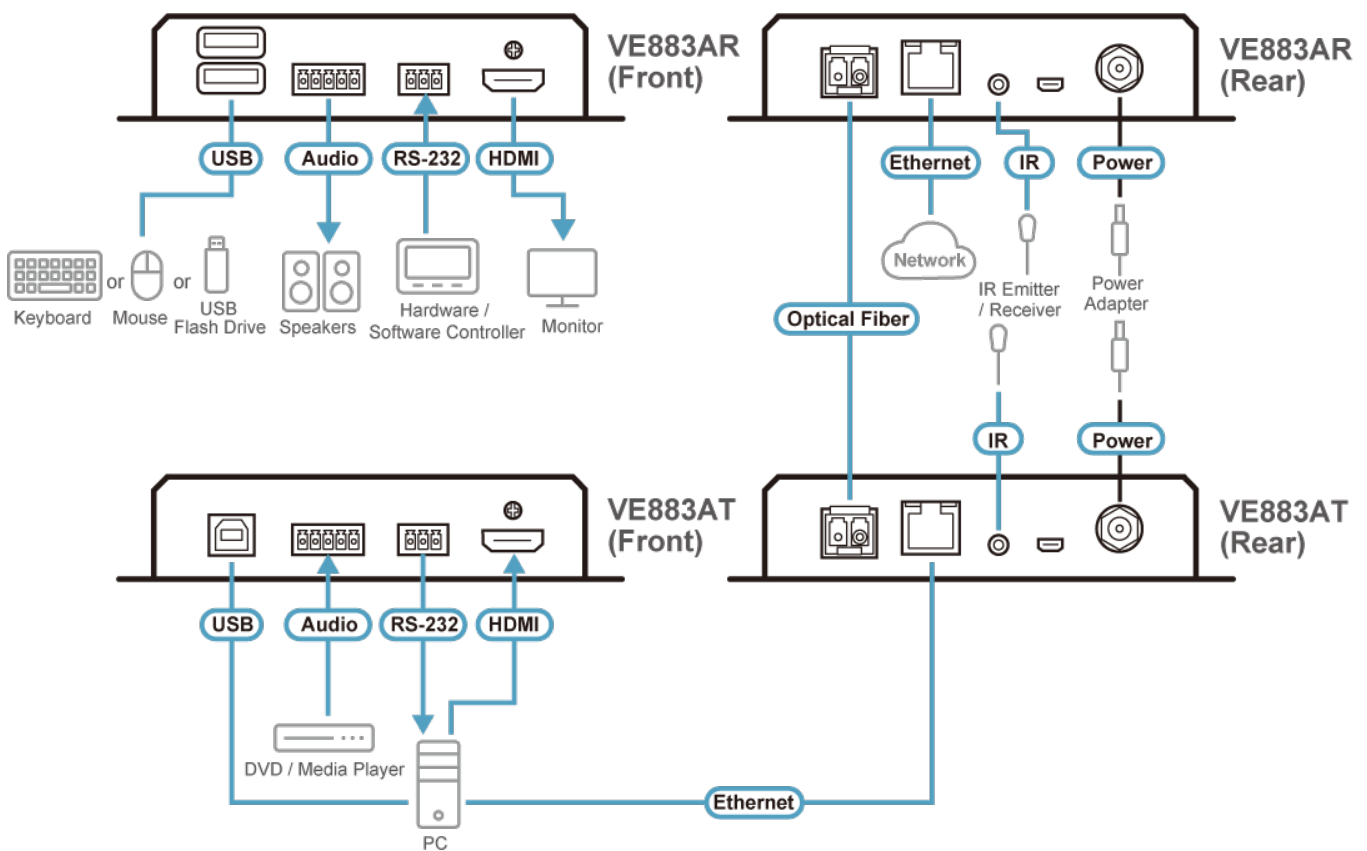 VE883AR
(Front)
USB
Audio
RS-232
HDMI
Keyboard
or
Mouse
or
USB
Flash Drive
Speakers
Hardware /
Software Controller
Monitor
VE883AR
(Rear)
Ethernet
IR
Power
Network
IR Emitter
/ Receiver
Power
Adapter
Optical Fiber
IR
Power
VE883AT
(Front)
USB
Audio
RS-232
HDMI
DVD / Media Player
PC
Ethernet
VE883AT
(Rear)